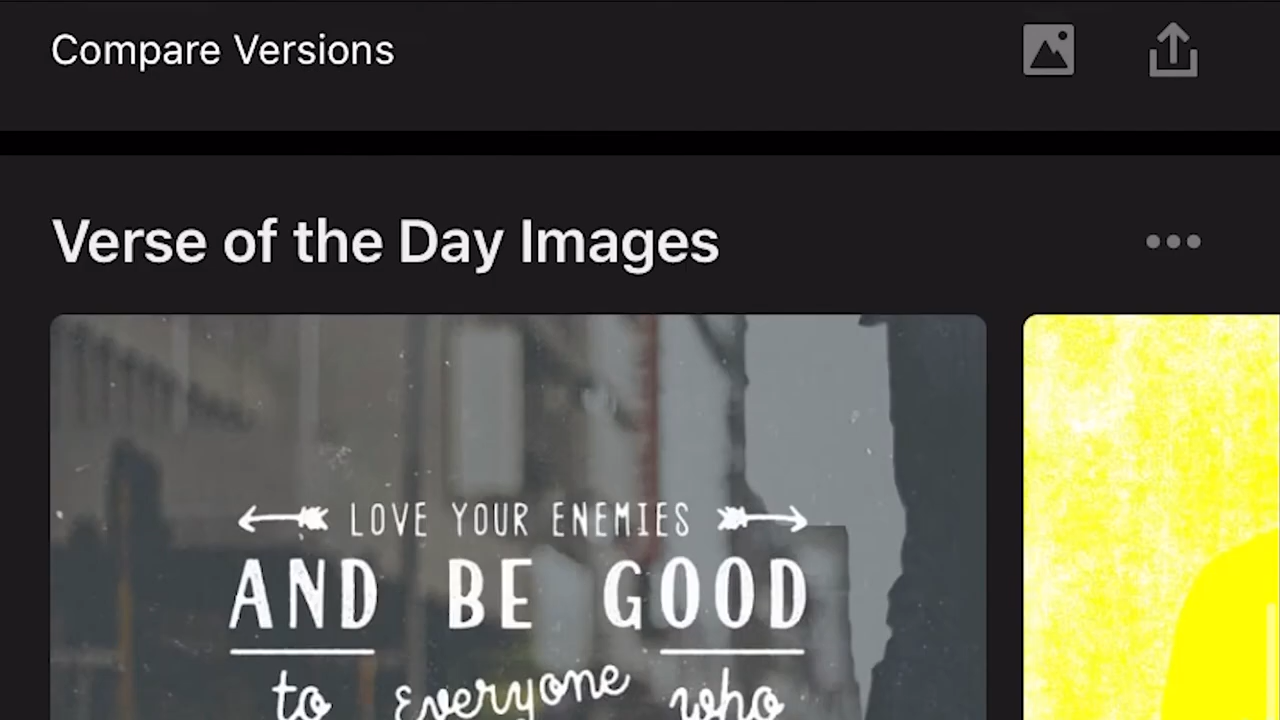 Compare Versions
Verse of the Day Images
LOVE YOUR ENEMIES
AND BE GOOD
to everyone who